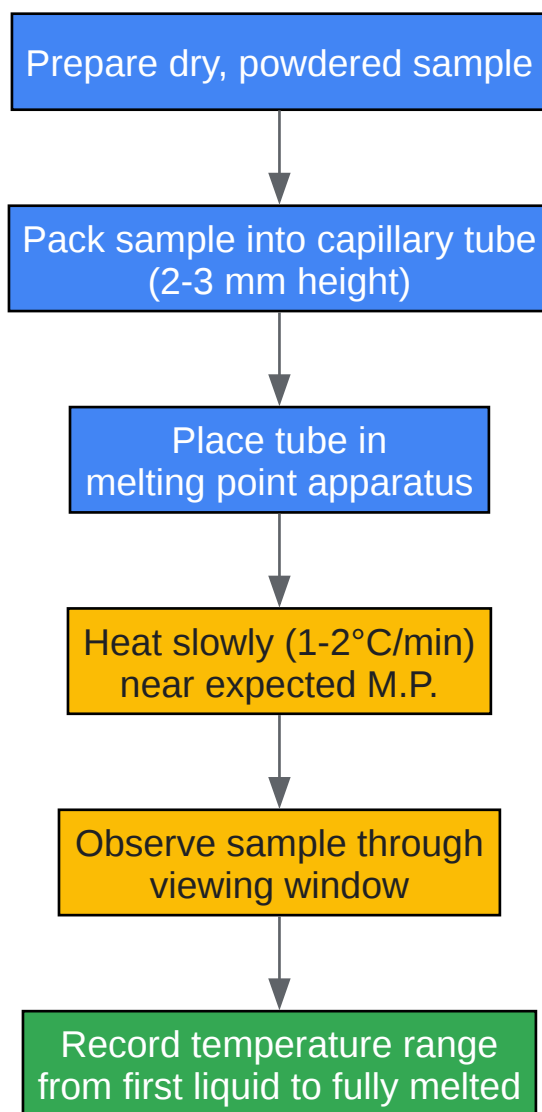 Prepare dry, powdered sample
Pack sample into capillary tube
(2-3 mm height)
Place tube in
melting point apparatus
Heat slowly (1-2°C/min)
near expected M.P.
Observe sample through
viewing window
Record temperature range
from first liquid to fully melted